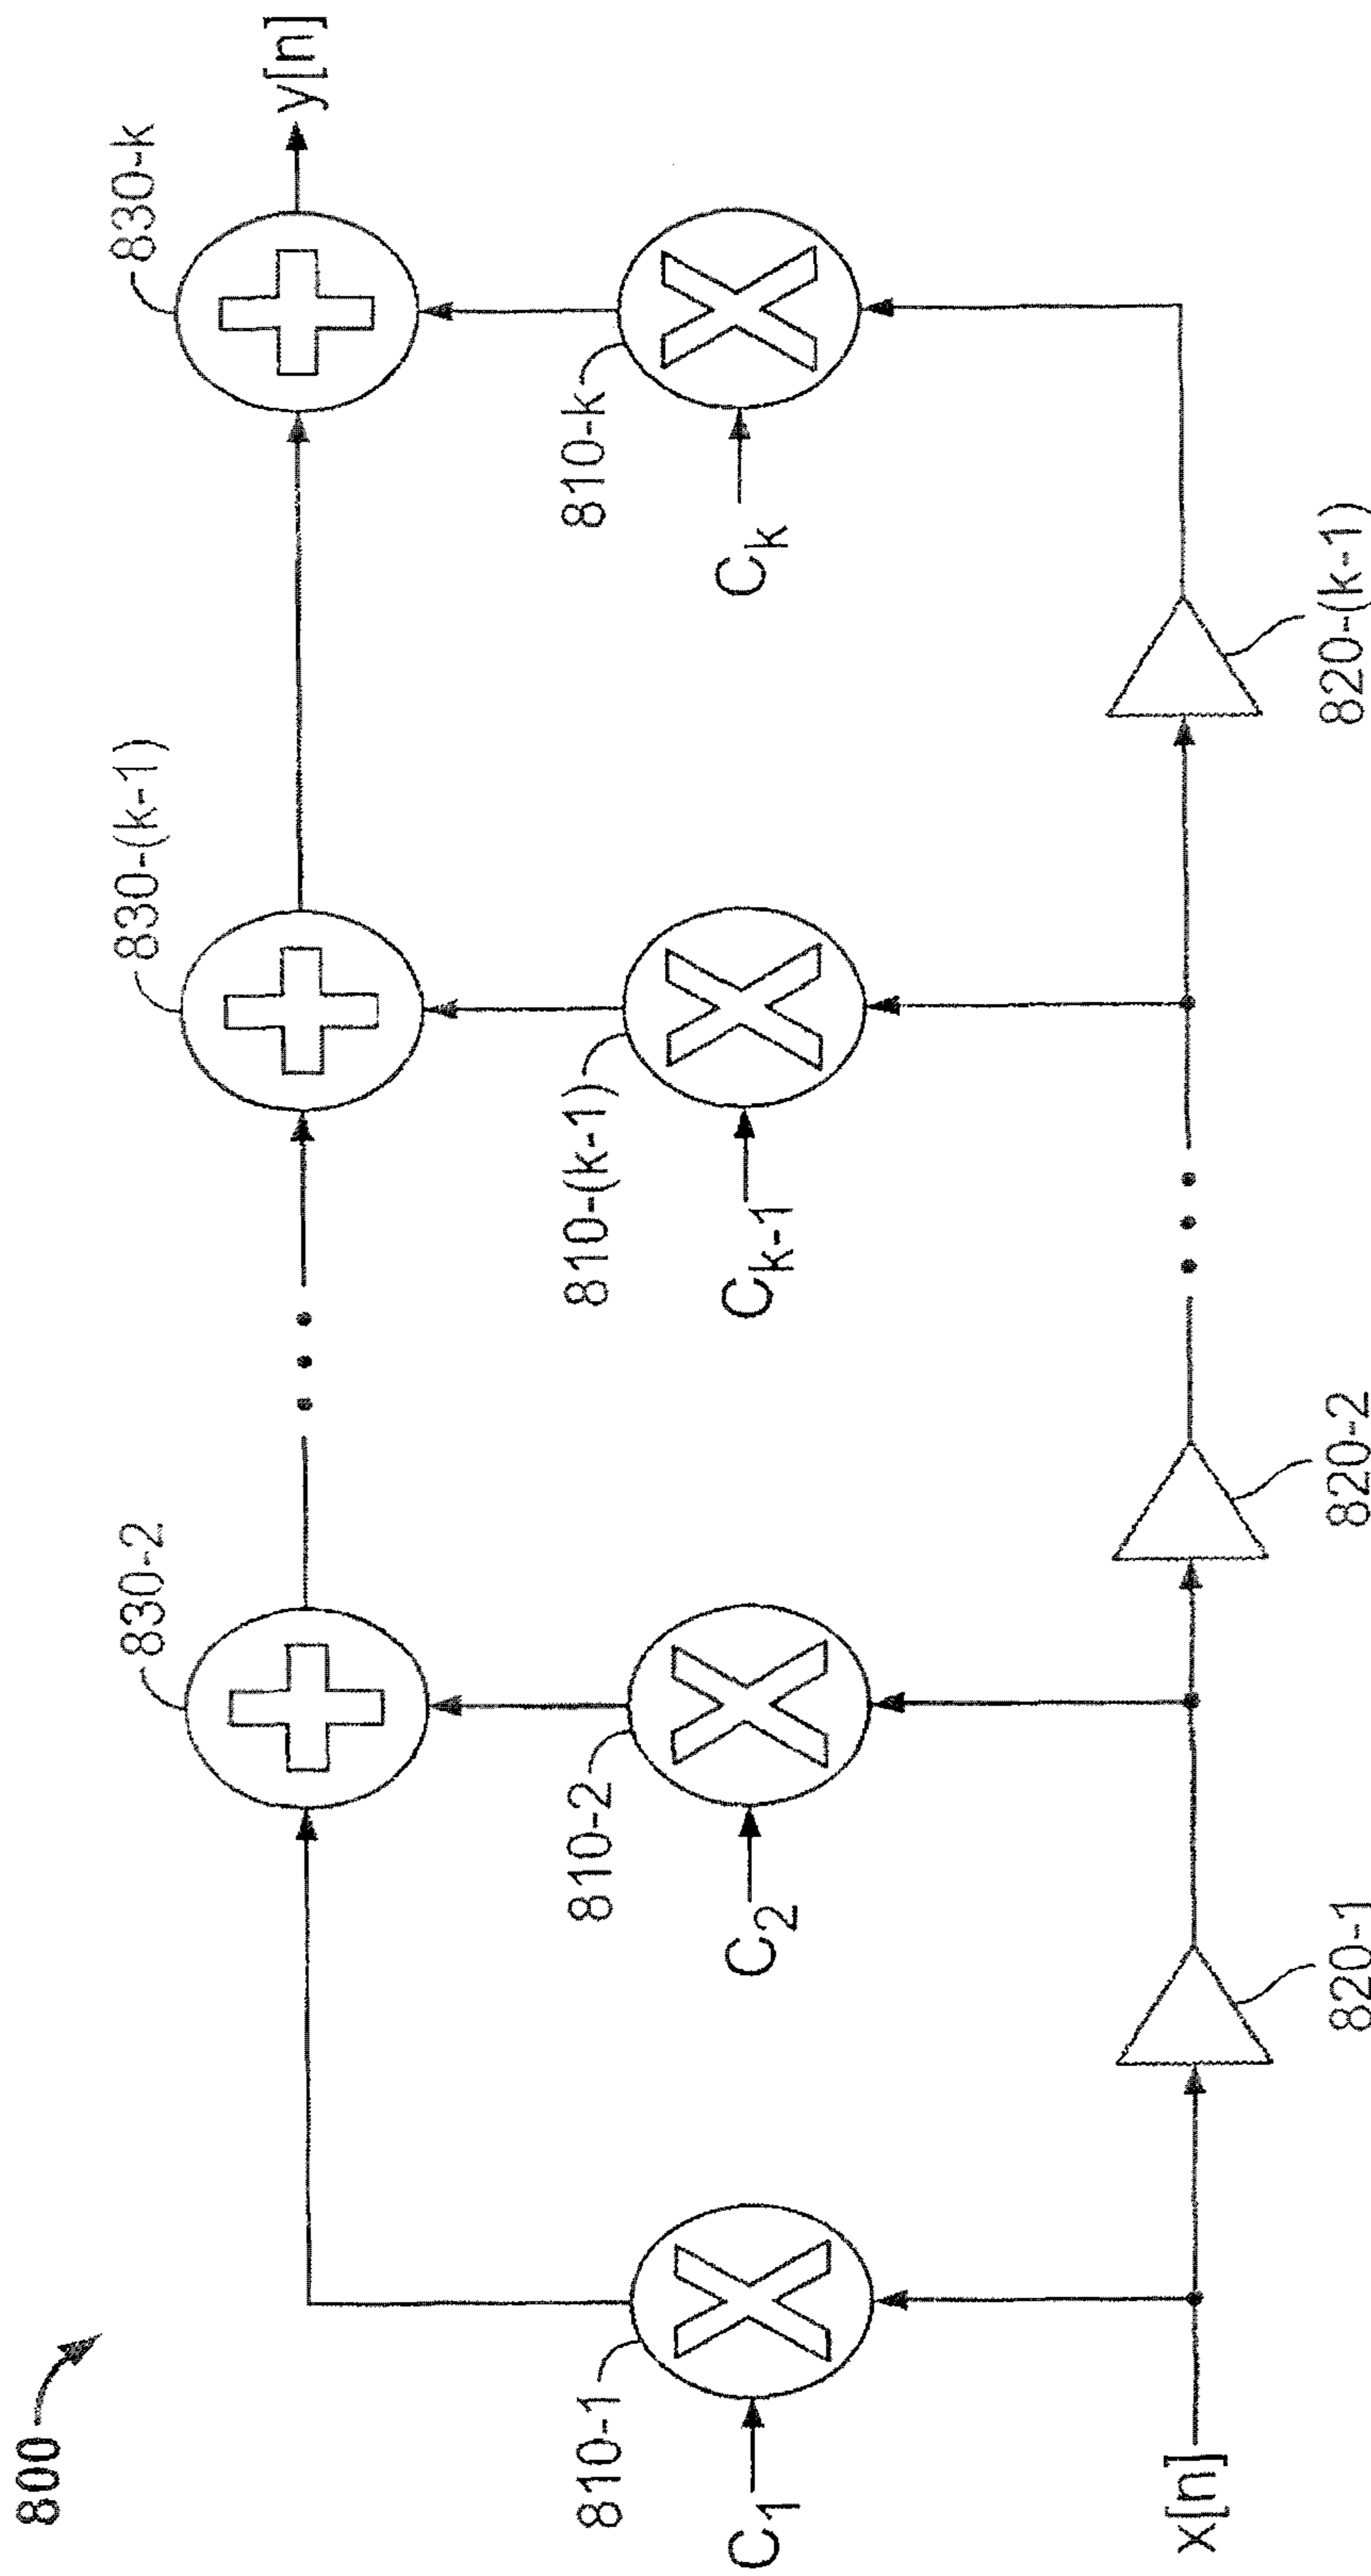 800
830-2
830-(k-1)
830-k
y[n]
810-1
810-2
810-(k-1)
810-k
C1
C2
Ck-1
Ck
x[n]
820-1
820-2
820-(k-1)